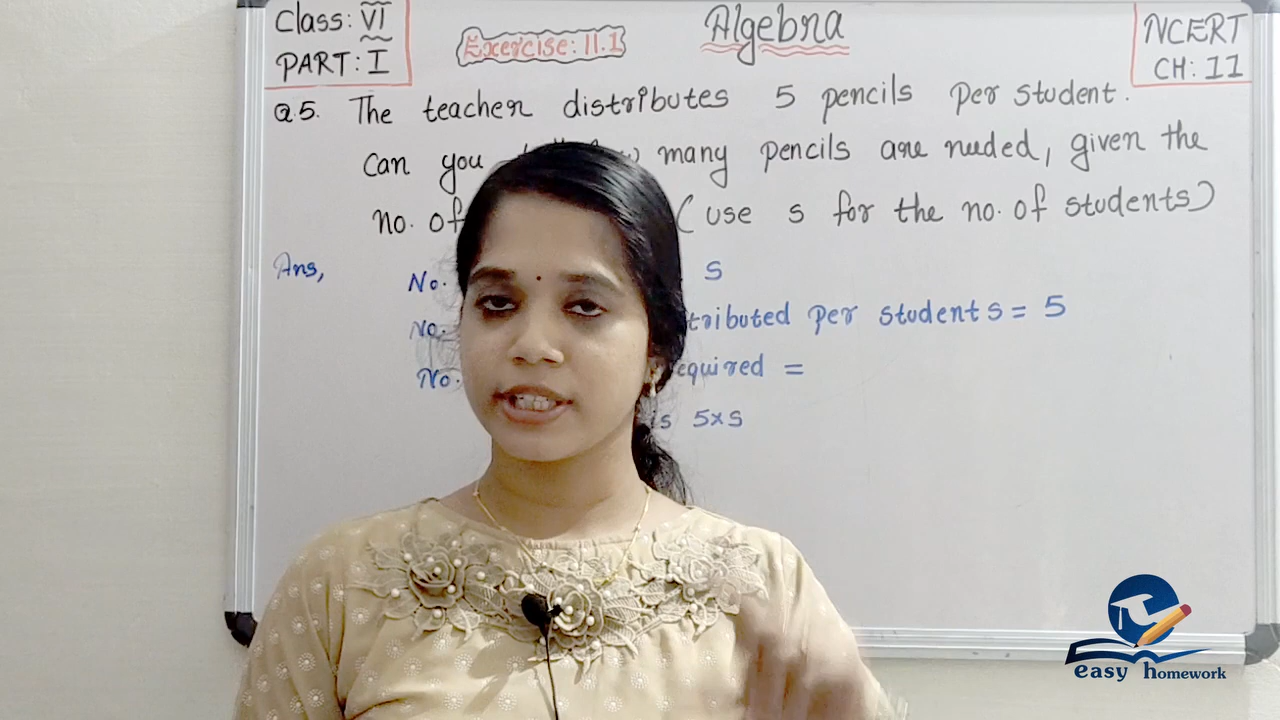 Class: VI
PART: I
Exercise: 11.1
Algebra
NCERT
CH: 11
Q.5. The teacher distributes 5 pencils per student.
Can you many pencils are needed, given the
no. of (use s for the no. of students)
Ans,
No. s
No. tributed per students = 5
No. equired =
is 5×s
easy homework